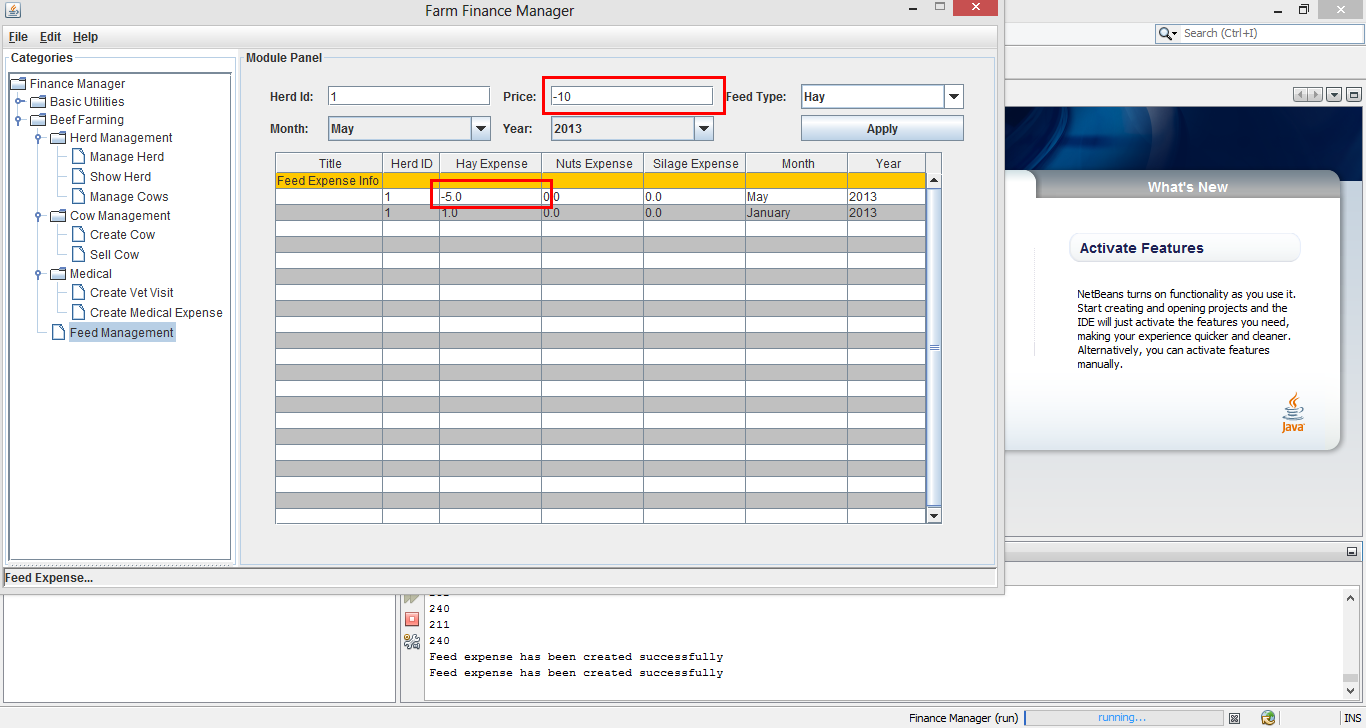 Farm Finance Manager
File Edit Help
Search (Ctrl+I)
Categories
Module Panel
Finance Manager
Basic Utilities
Beef Farming
Herd Management
Manage Herd
Show Herd
Manage Cows
Cow Management
Create Cow
Sell Cow
Medical
Create Vet Visit
Create Medical Expense
Feed Management
Herd Id: 1 Price: -10 Feed Type: Hay
Month: May Year: 2013 Apply
Title Herd ID Hay Expense Nuts Expense Silage Expense Month Year
Feed Expense Info
1 -5.0 0.0 0.0 May 2013
1 1.0 0.0 0.0 January 2013
What's New
Activate Features
NetBeans turns on functionality as you use it.
Start creating and opening projects and the
IDE will just activate the features you need,
making your experience quicker and cleaner.
Alternatively, you can activate features
manually.
Java
Feed Expense...
240
211
240
Feed expense has been created successfully
Feed expense has been created successfully
Finance Manager (run) running... INS